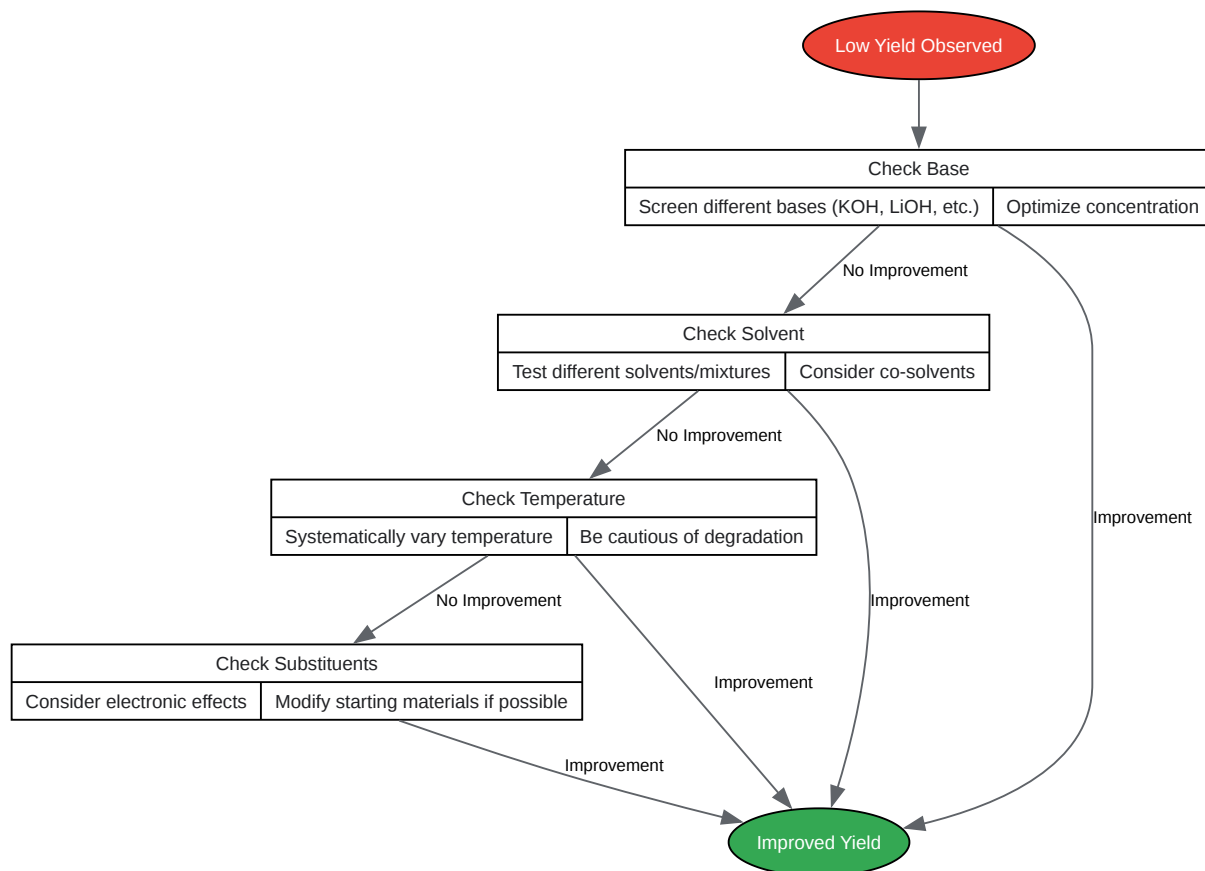 Low Yield Observed
Check Base
Screen different bases (KOH, LiOH, etc.)
Optimize concentration
No Improvement
Check Solvent
Test different solvents/mixtures
Consider co-solvents
No Improvement
Check Temperature
Systematically vary temperature
Be cautious of degradation
Improvement
No Improvement
Improvement
Check Substituents
Consider electronic effects
Modify starting materials if possible
Improvement
Improvement
Improved Yield